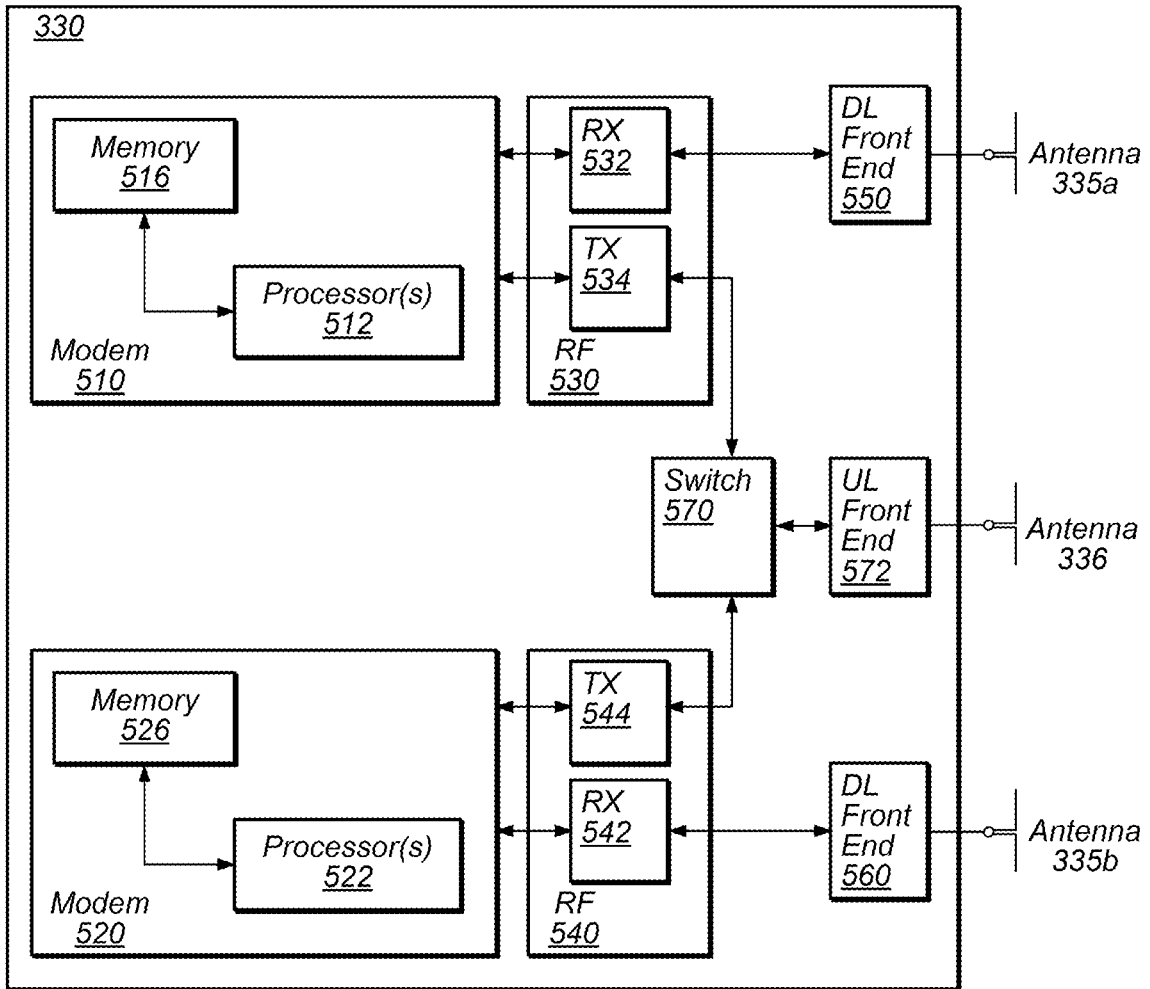 330
Memory
516
Processor(s)
512
Modem
510
RX
532
TX
534
RF
530
DL
Front
End
550
Antenna
335a
Switch
570
UL
Front
End
572
Antenna
336
Memory
526
Processor(s)
522
Modem
520
TX
544
RX
542
RF
540
DL
Front
End
560
Antenna
335b